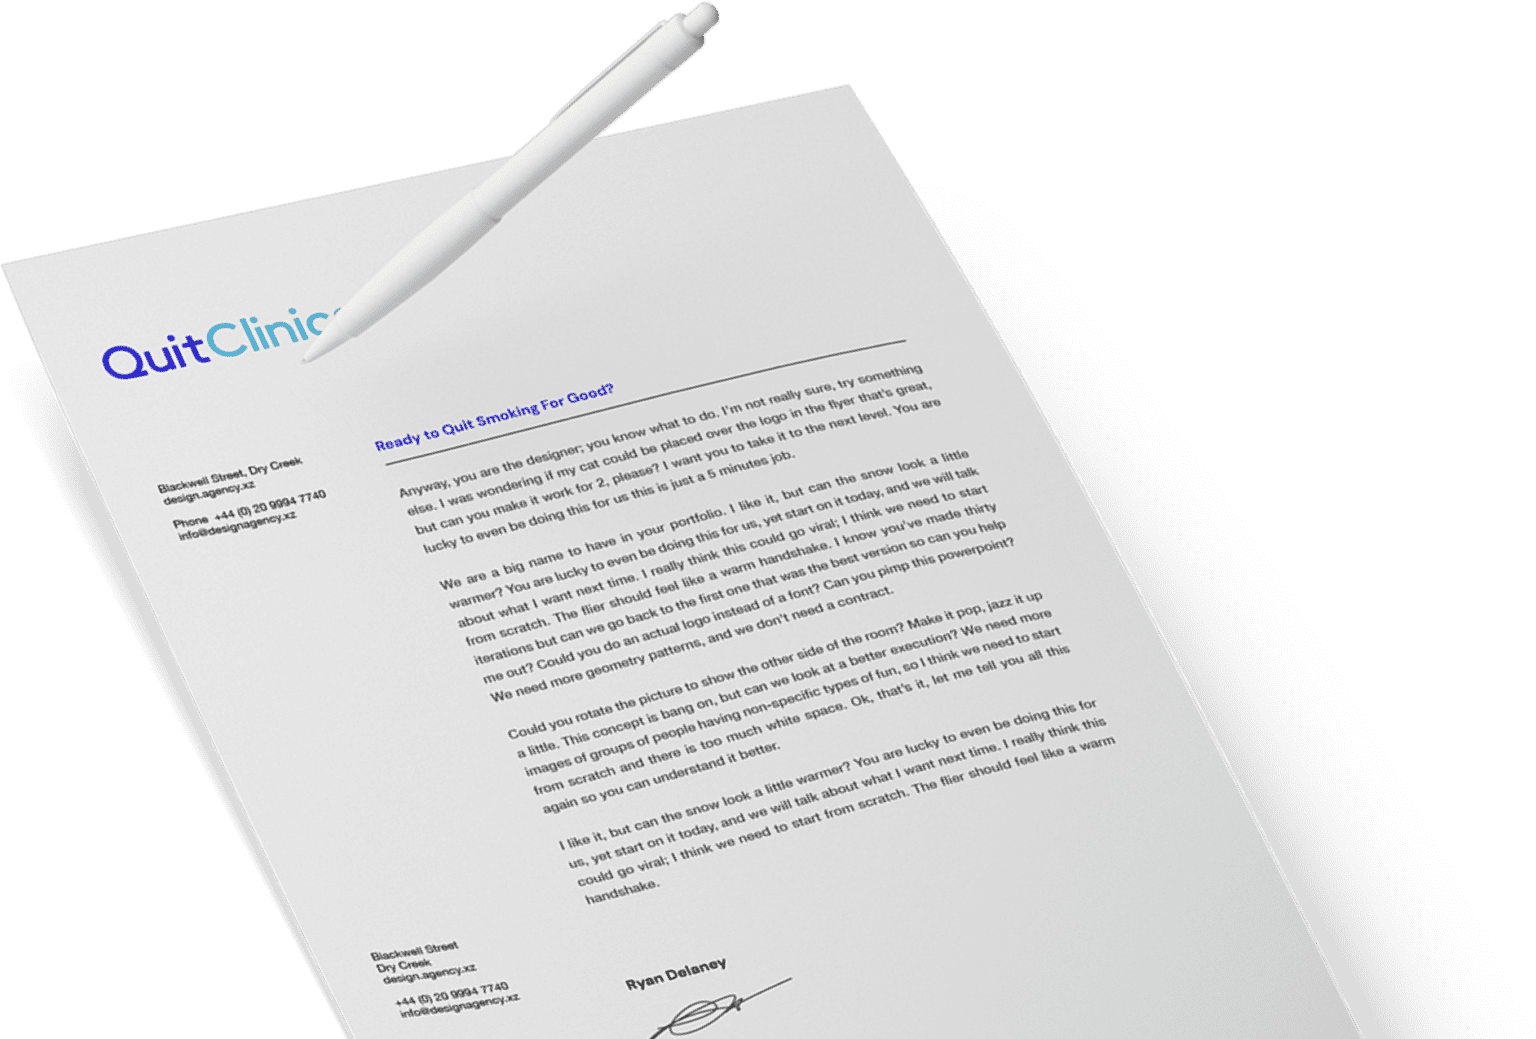 QuitClinic
Ready to Quit Smoking For Good?
Blackwell Street, Dry Creek
design.agency.xz
Phone +44 (0) 20 9994 7740
info@designagency.xz
Anyway, you are the designer; you know what to do. I'm not really sure, try something
else. I was wondering if my cat could be placed over the logo in the flyer that's great,
but can you make it work for 2, please? I want you to take it to the next level. You are
lucky to even be doing this for us this is just a 5 minutes job.
We are a big name to have in your portfolio. I like it, but can the snow look a little
warmer? You are lucky to even be doing this for us, yet start on it today, and we will talk
about what I want next time. I really think this could go viral; I think we need to start
from scratch. The flier should feel like a warm handshake. I know you've made thirty
iterations but can we go back to the first one that was the best version so can you help
me out? Could you do an actual logo instead of a font? Can you pimp this powerpoint?
We need more geometry patterns, and we don't need a contract.
Could you rotate the picture to show the other side of the room? Make it pop, jazz it up
a little. This concept is bang on, but can we look at a better execution? We need more
images of groups of people having non-specific types of fun, so I think we need to start
from scratch and there is too much white space. Ok, that's it, let me tell you all this
again so you can understand it better.
I like it, but can the snow look a little warmer? You are lucky to even be doing this for
us, yet start on it today, and we will talk about what I want next time. I really think this
could go viral; I think we need to start from scratch. The flier should feel like a warm
handshake.
Blackwell Street
Dry Creek
design.agency.xz
+44 (0) 20 9994 7740
info@designagency.xz
Ryan Delaney